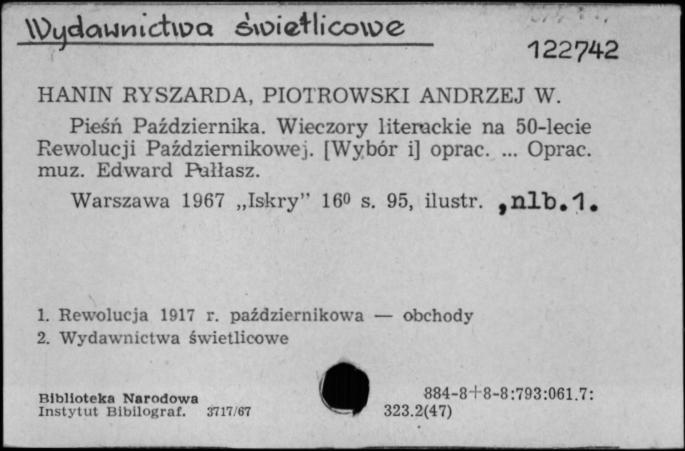 Wydawnictwa świetlicowe
122742
HANIN RYSZARDA, PIOTROWSKI ANDRZEJ W.
Pieśń Października. Wieczory literackie na 50-lecie
Rewolucji Październikowej. [Wybór i] oprac. ... Oprac.
muz. Edward Pałłasz.
Warszawa 1967 „Iskry” 16⁰ s. 95, ilustr. , nlb. 1.
1. Rewolucja 1917 r. październikowa — obchody
2. Wydawnictwa świetlicowe
Biblioteka Narodowa
Instytut Bibilograf. 3717/67
884-8+8-8:793:061.7:
323.2(47)